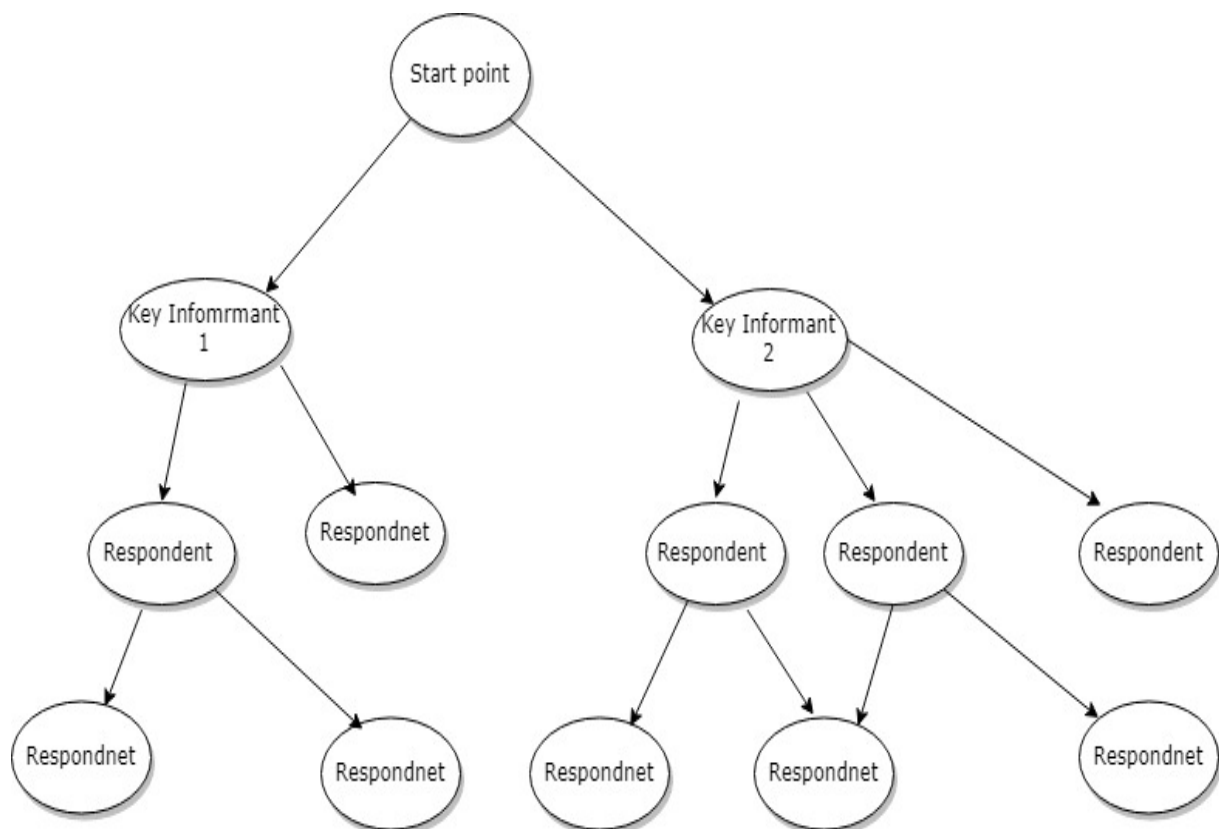 Start point
Key Infomrmant
1
Key Informant
2
Respondent
Respondnet
Respondent
Respondent
Respondent
Respondnet
Respondnet
Respondnet
Respondnet
Respondnet